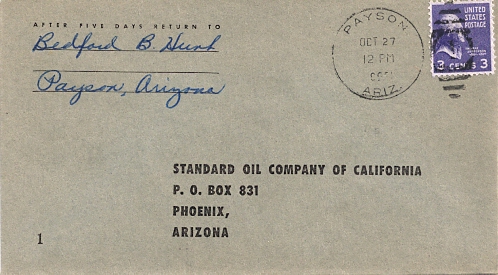 AFTER FIVE DAYS RETURN TO
Bedford B. Hunt
Payson, Arizona
PAYSON
OCT 27
12 PM
ARIZ.
UNITED
STATES
POSTAGE
3 CENTS 3
STANDARD OIL COMPANY OF CALIFORNIA
P. O. BOX 831
PHOENIX,
ARIZONA
1